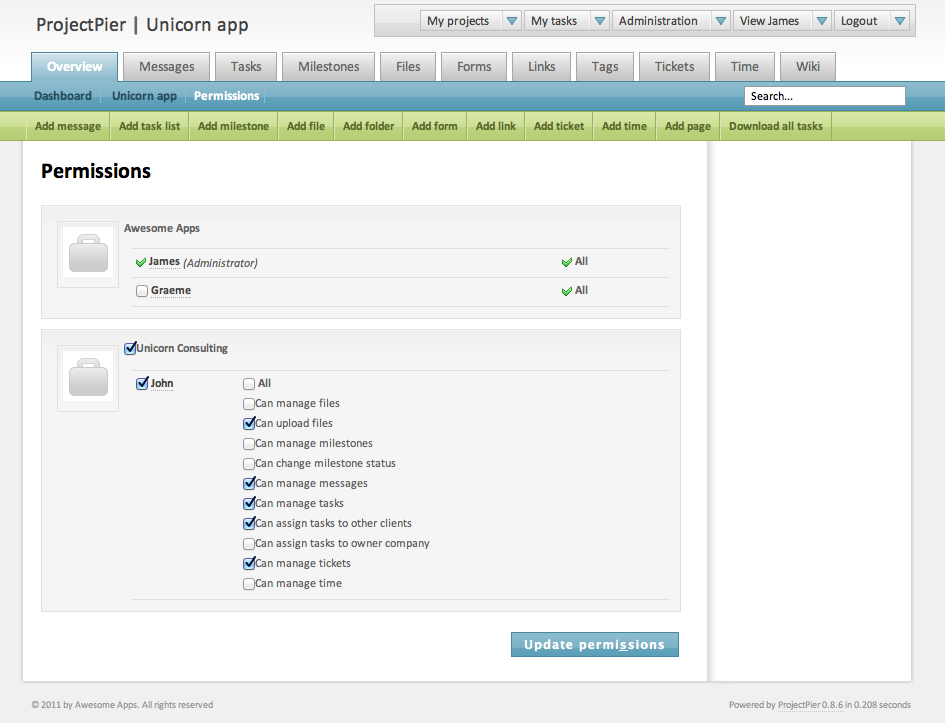 ProjectPier | Unicorn app
My projects My tasks Administration View James Logout
Overview Messages Tasks Milestones Files Forms Links Tags Tickets Time Wiki
Dashboard Unicorn app Permissions Search...
Add message Add task list Add milestone Add file Add folder Add form Add link Add ticket Add time Add page Download all tasks
Permissions
Awesome Apps
James (Administrator) All
Graeme All
Unicorn Consulting
John All
Can manage files
Can upload files
Can manage milestones
Can change milestone status
Can manage messages
Can manage tasks
Can assign tasks to other clients
Can assign tasks to owner company
Can manage tickets
Can manage time
Update permissions
© 2011 by Awesome Apps. All rights reserved Powered by ProjectPier 0.8.6 in 0.208 seconds